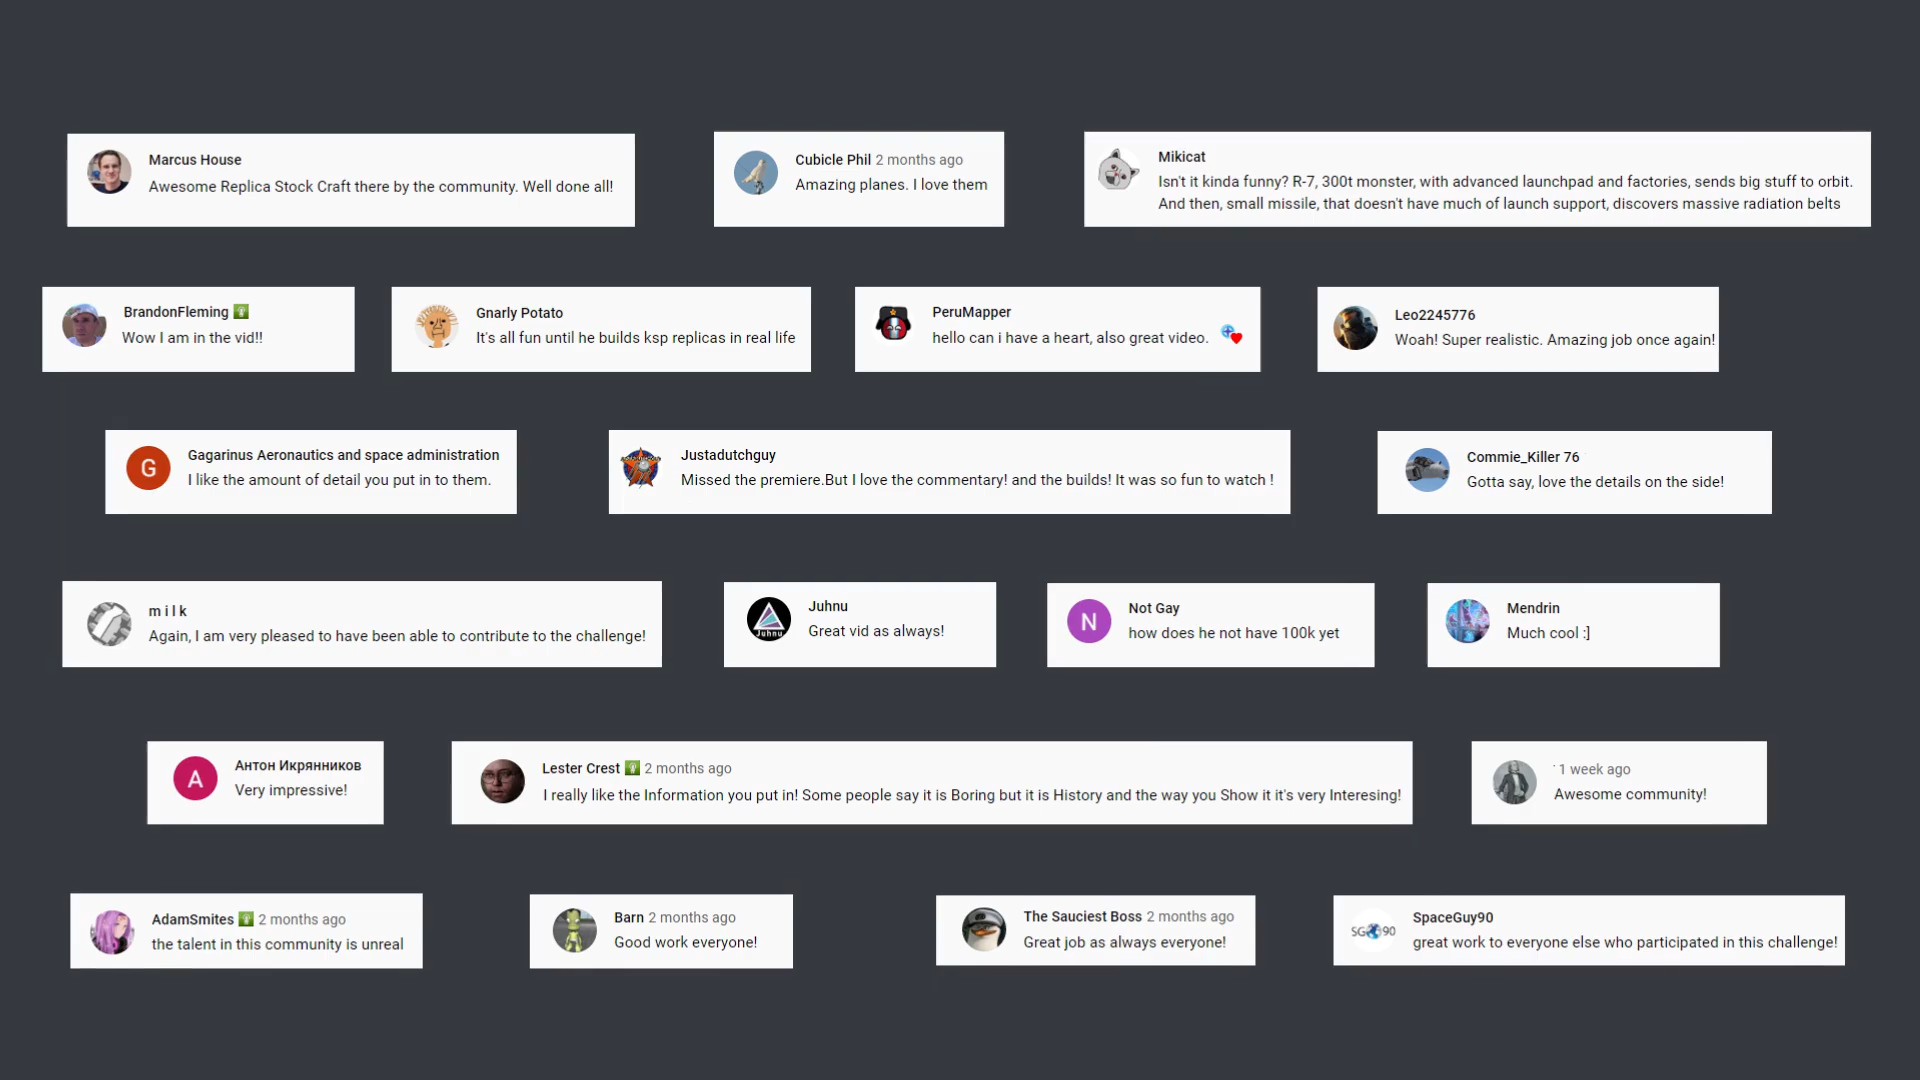 Marcus House
Awesome Replica Stock Craft there by the community. Well done all!
Cubicle Phil 2 months ago
Amazing planes. I love them
Mikicat
Isn't it kinda funny? R-7, 300t monster, with advanced launchpad and factories, sends big stuff to orbit.
And then, small missile, that doesn't have much of launch support, discovers massive radiation belts
BrandonFleming
Wow I am in the vid!!
Gnarly Potato
It's all fun until he builds ksp replicas in real life
PeruMapper
hello can i have a heart, also great video.
Leo2245776
Woah! Super realistic. Amazing job once again!
G
Gagarinus Aeronautics and space administration
I like the amount of detail you put in to them.
Justadutchguy
Missed the premiere.But I love the commentary! and the builds! It was so fun to watch !
Commie_Killer 76
Gotta say, love the details on the side!
m i l k
Again, I am very pleased to have been able to contribute to the challenge!
Juhnu
Juhnu
Great vid as always!
N
Not Gay
how does he not have 100k yet
Mendrin
Much cool :]
A
Антон Икрянников
Very impressive!
Lester Crest 2 months ago
I really like the Information you put in! Some people say it is Boring but it is History and the way you Show it it's very Interesing!
1 week ago
Awesome community!
AdamSmites 2 months ago
the talent in this community is unreal
Barn 2 months ago
Good work everyone!
The Sauciest Boss 2 months ago
Great job as always everyone!
SG90
SpaceGuy90
great work to everyone else who participated in this challenge!